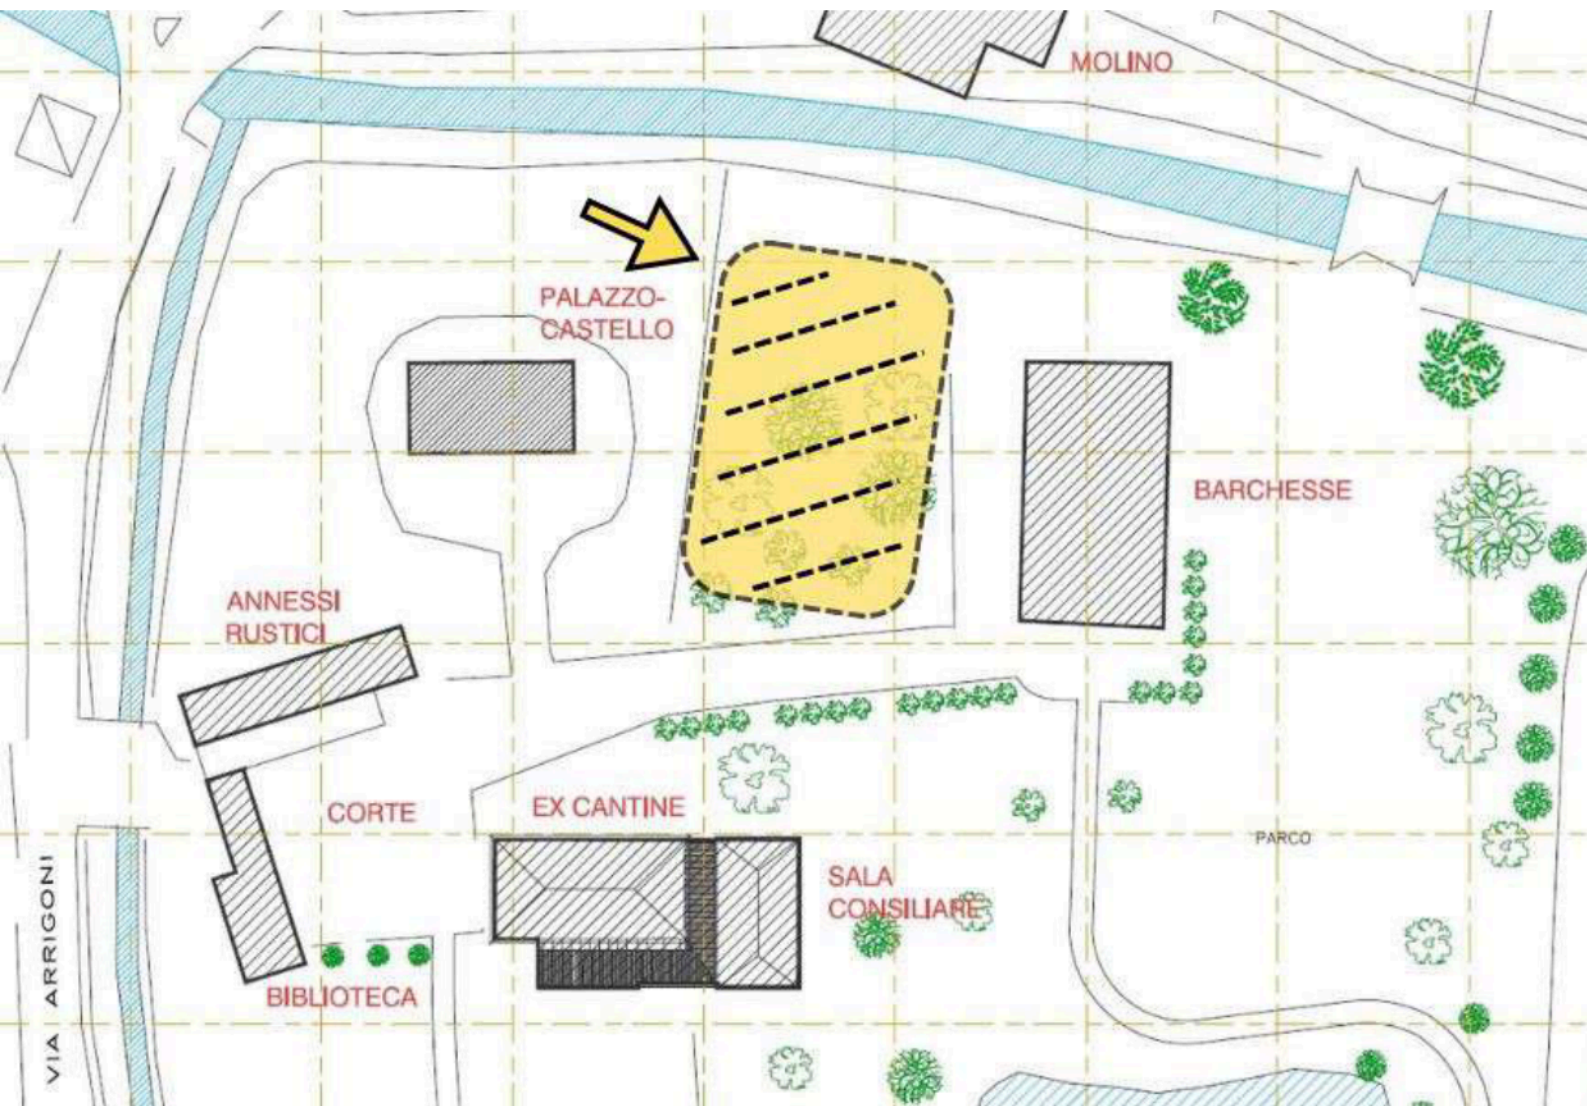 MOLINO
PALAZZO-
CASTELLO
BARCHESSE
ANNESSI
RUSTICI
CORTE
EX CANTINE
PARCO
SALA
CONSILIARE
BIBLIOTECA
VIA ARRIGONI